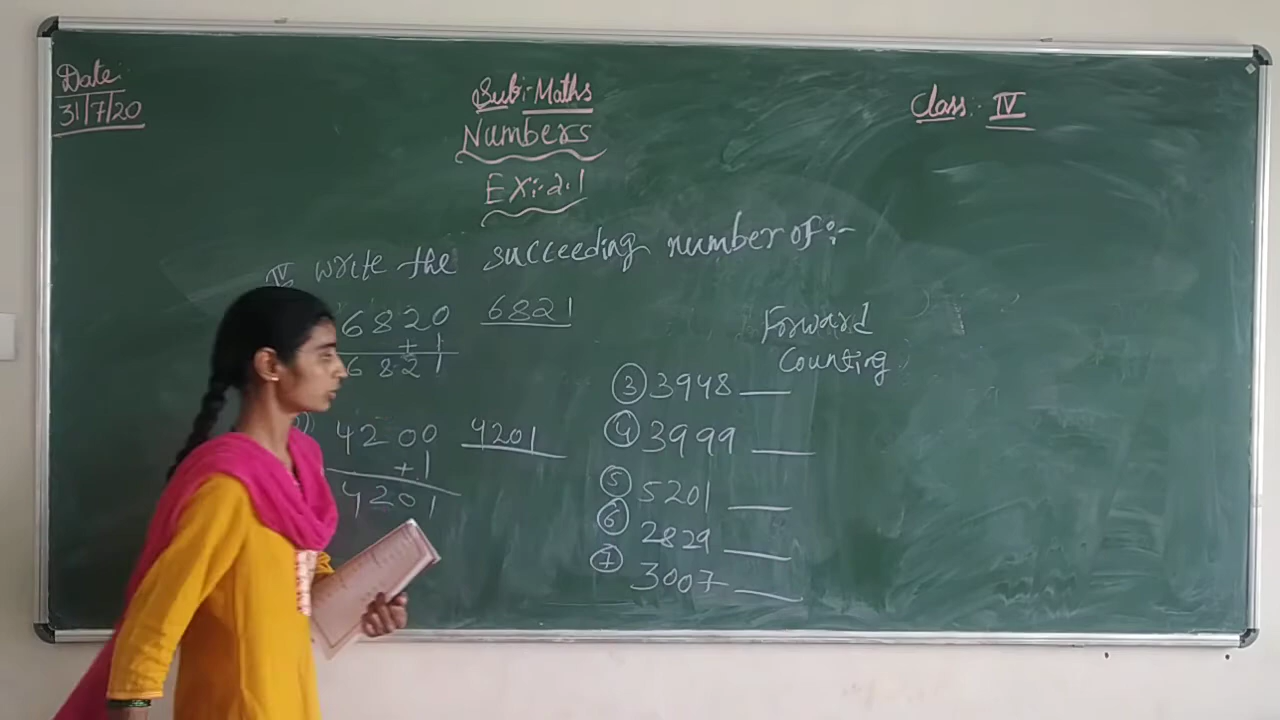 Date:
31/7/20
Sub:- Maths
Numbers
Ex:- 2.1
Class: IV
IV write the succeeding number of :-
6820 6821
+ 1
6821
4200 4201
+1
4201
Forward
Counting
③ 3948 ___
④ 3999 ___
⑤ 5201 ___
⑥ 2829 ___
⑦ 3007 ___